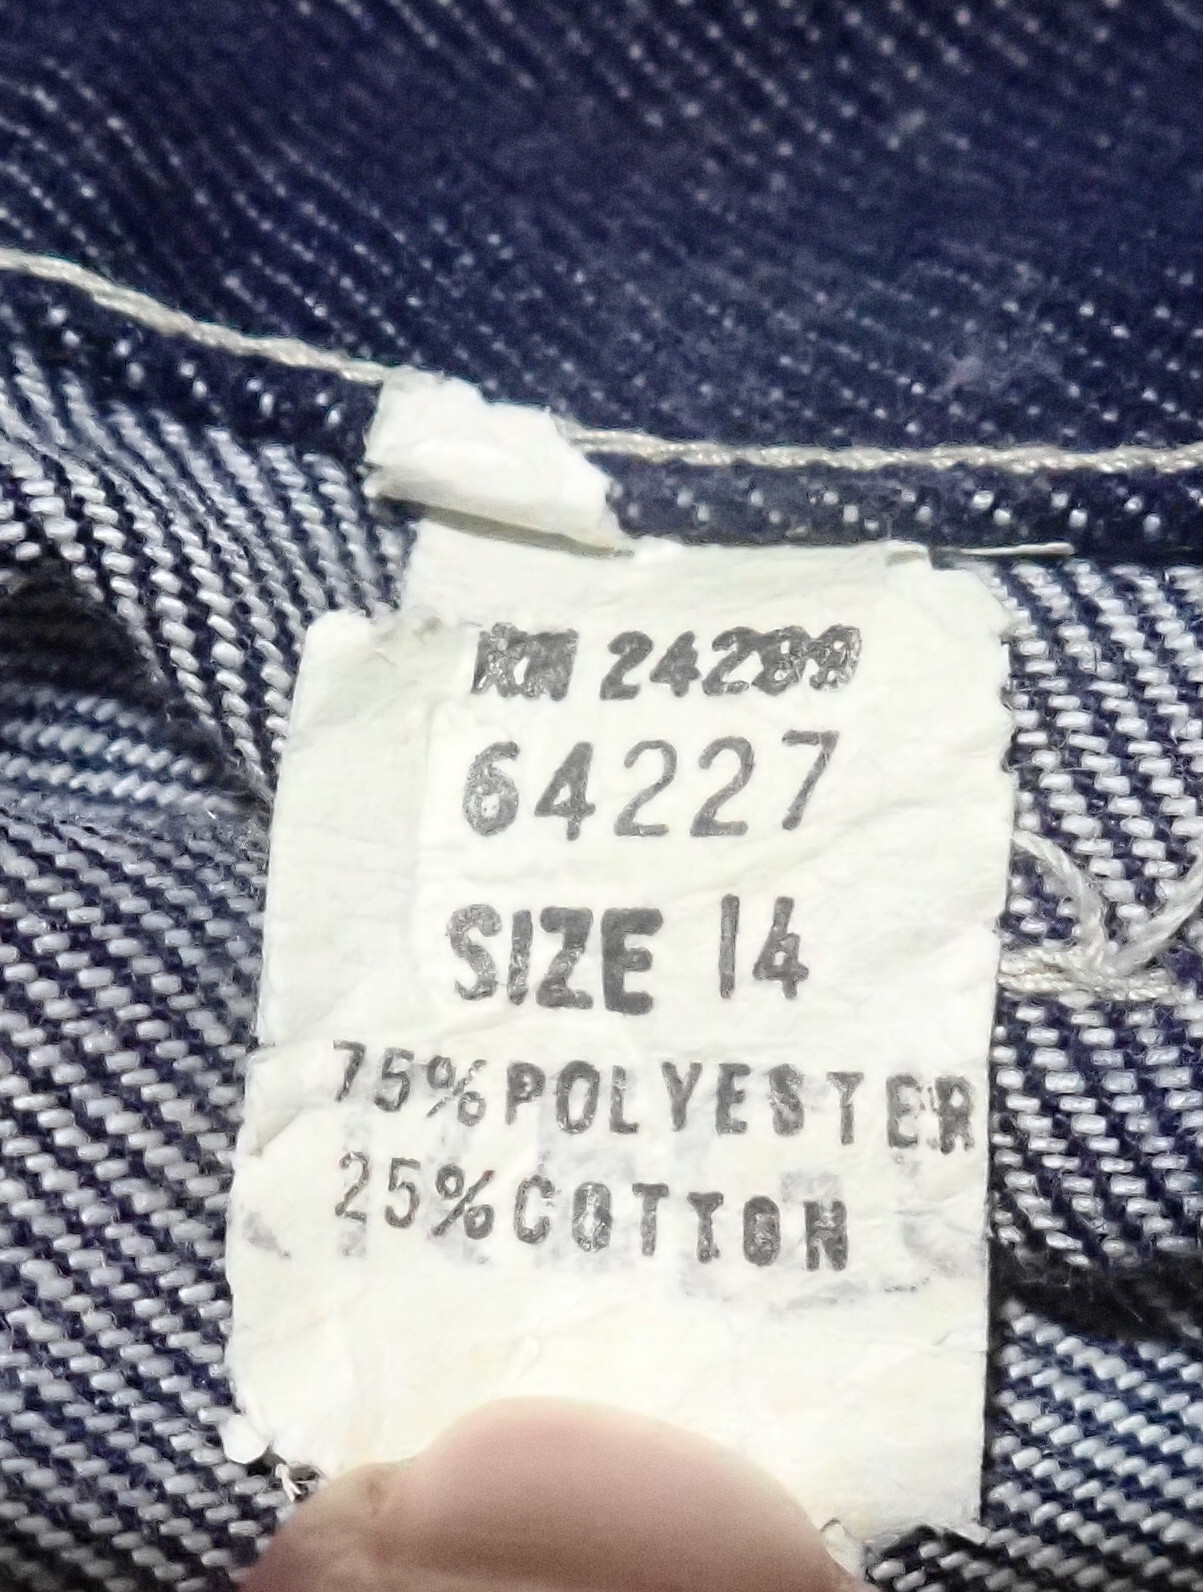 RN 24289
64227
SIZE 14
75% POLYESTER
25% COTTON